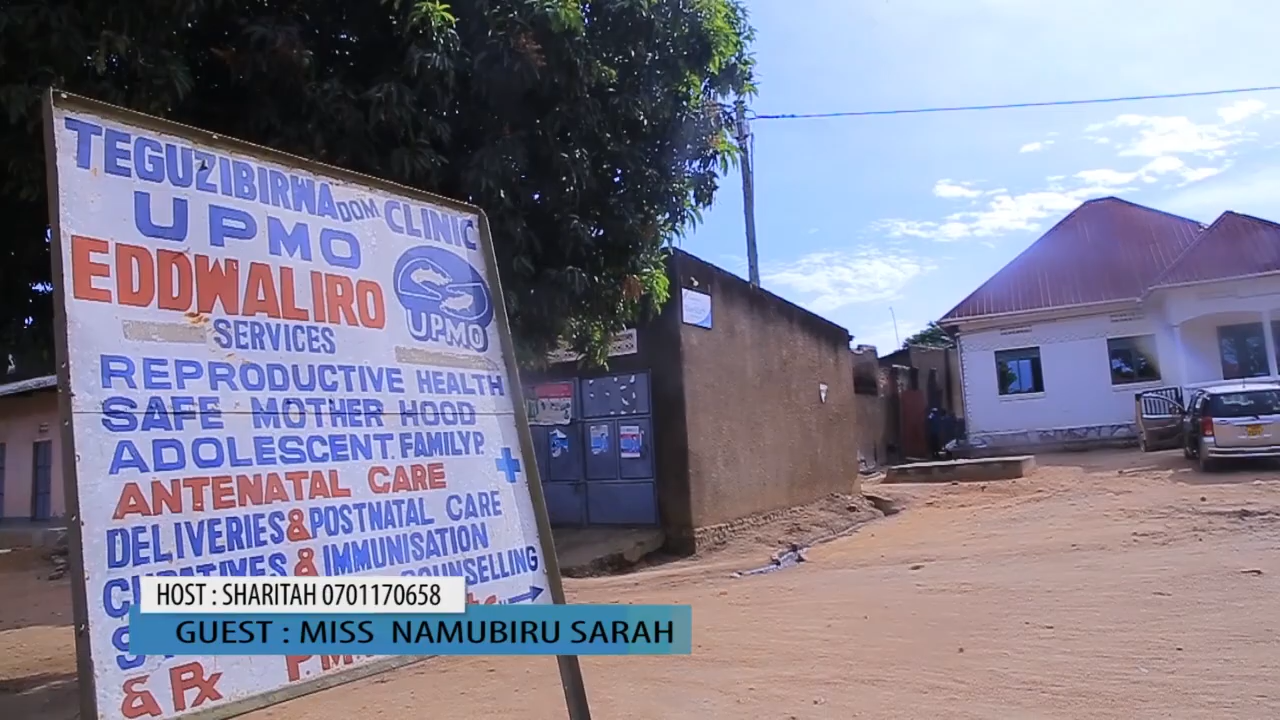 TEGUZIBIRWA DOM CLINIC
UPMO
EDDWALIRO
UPMO
SERVICES
REPRODUCTIVE HEALTH
SAFE MOTHER HOOD
ADOLESCENT. FAMILY P.
ANTENATAL CARE
DELIVERIES & POSTNATAL CARE
CURATIVES & IMMUNISATION
COUNSELLING
HOST : SHARITAH 0701170658
GUEST : MISS NAMUBIRU SARAH
& Rx